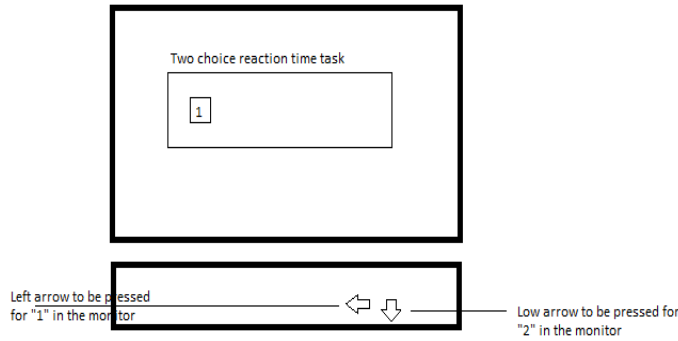 Two choice reaction time task
1
Left arrow to be pressed
for "1" in the monitor
Low arrow to be pressed for
"2" in the monitor